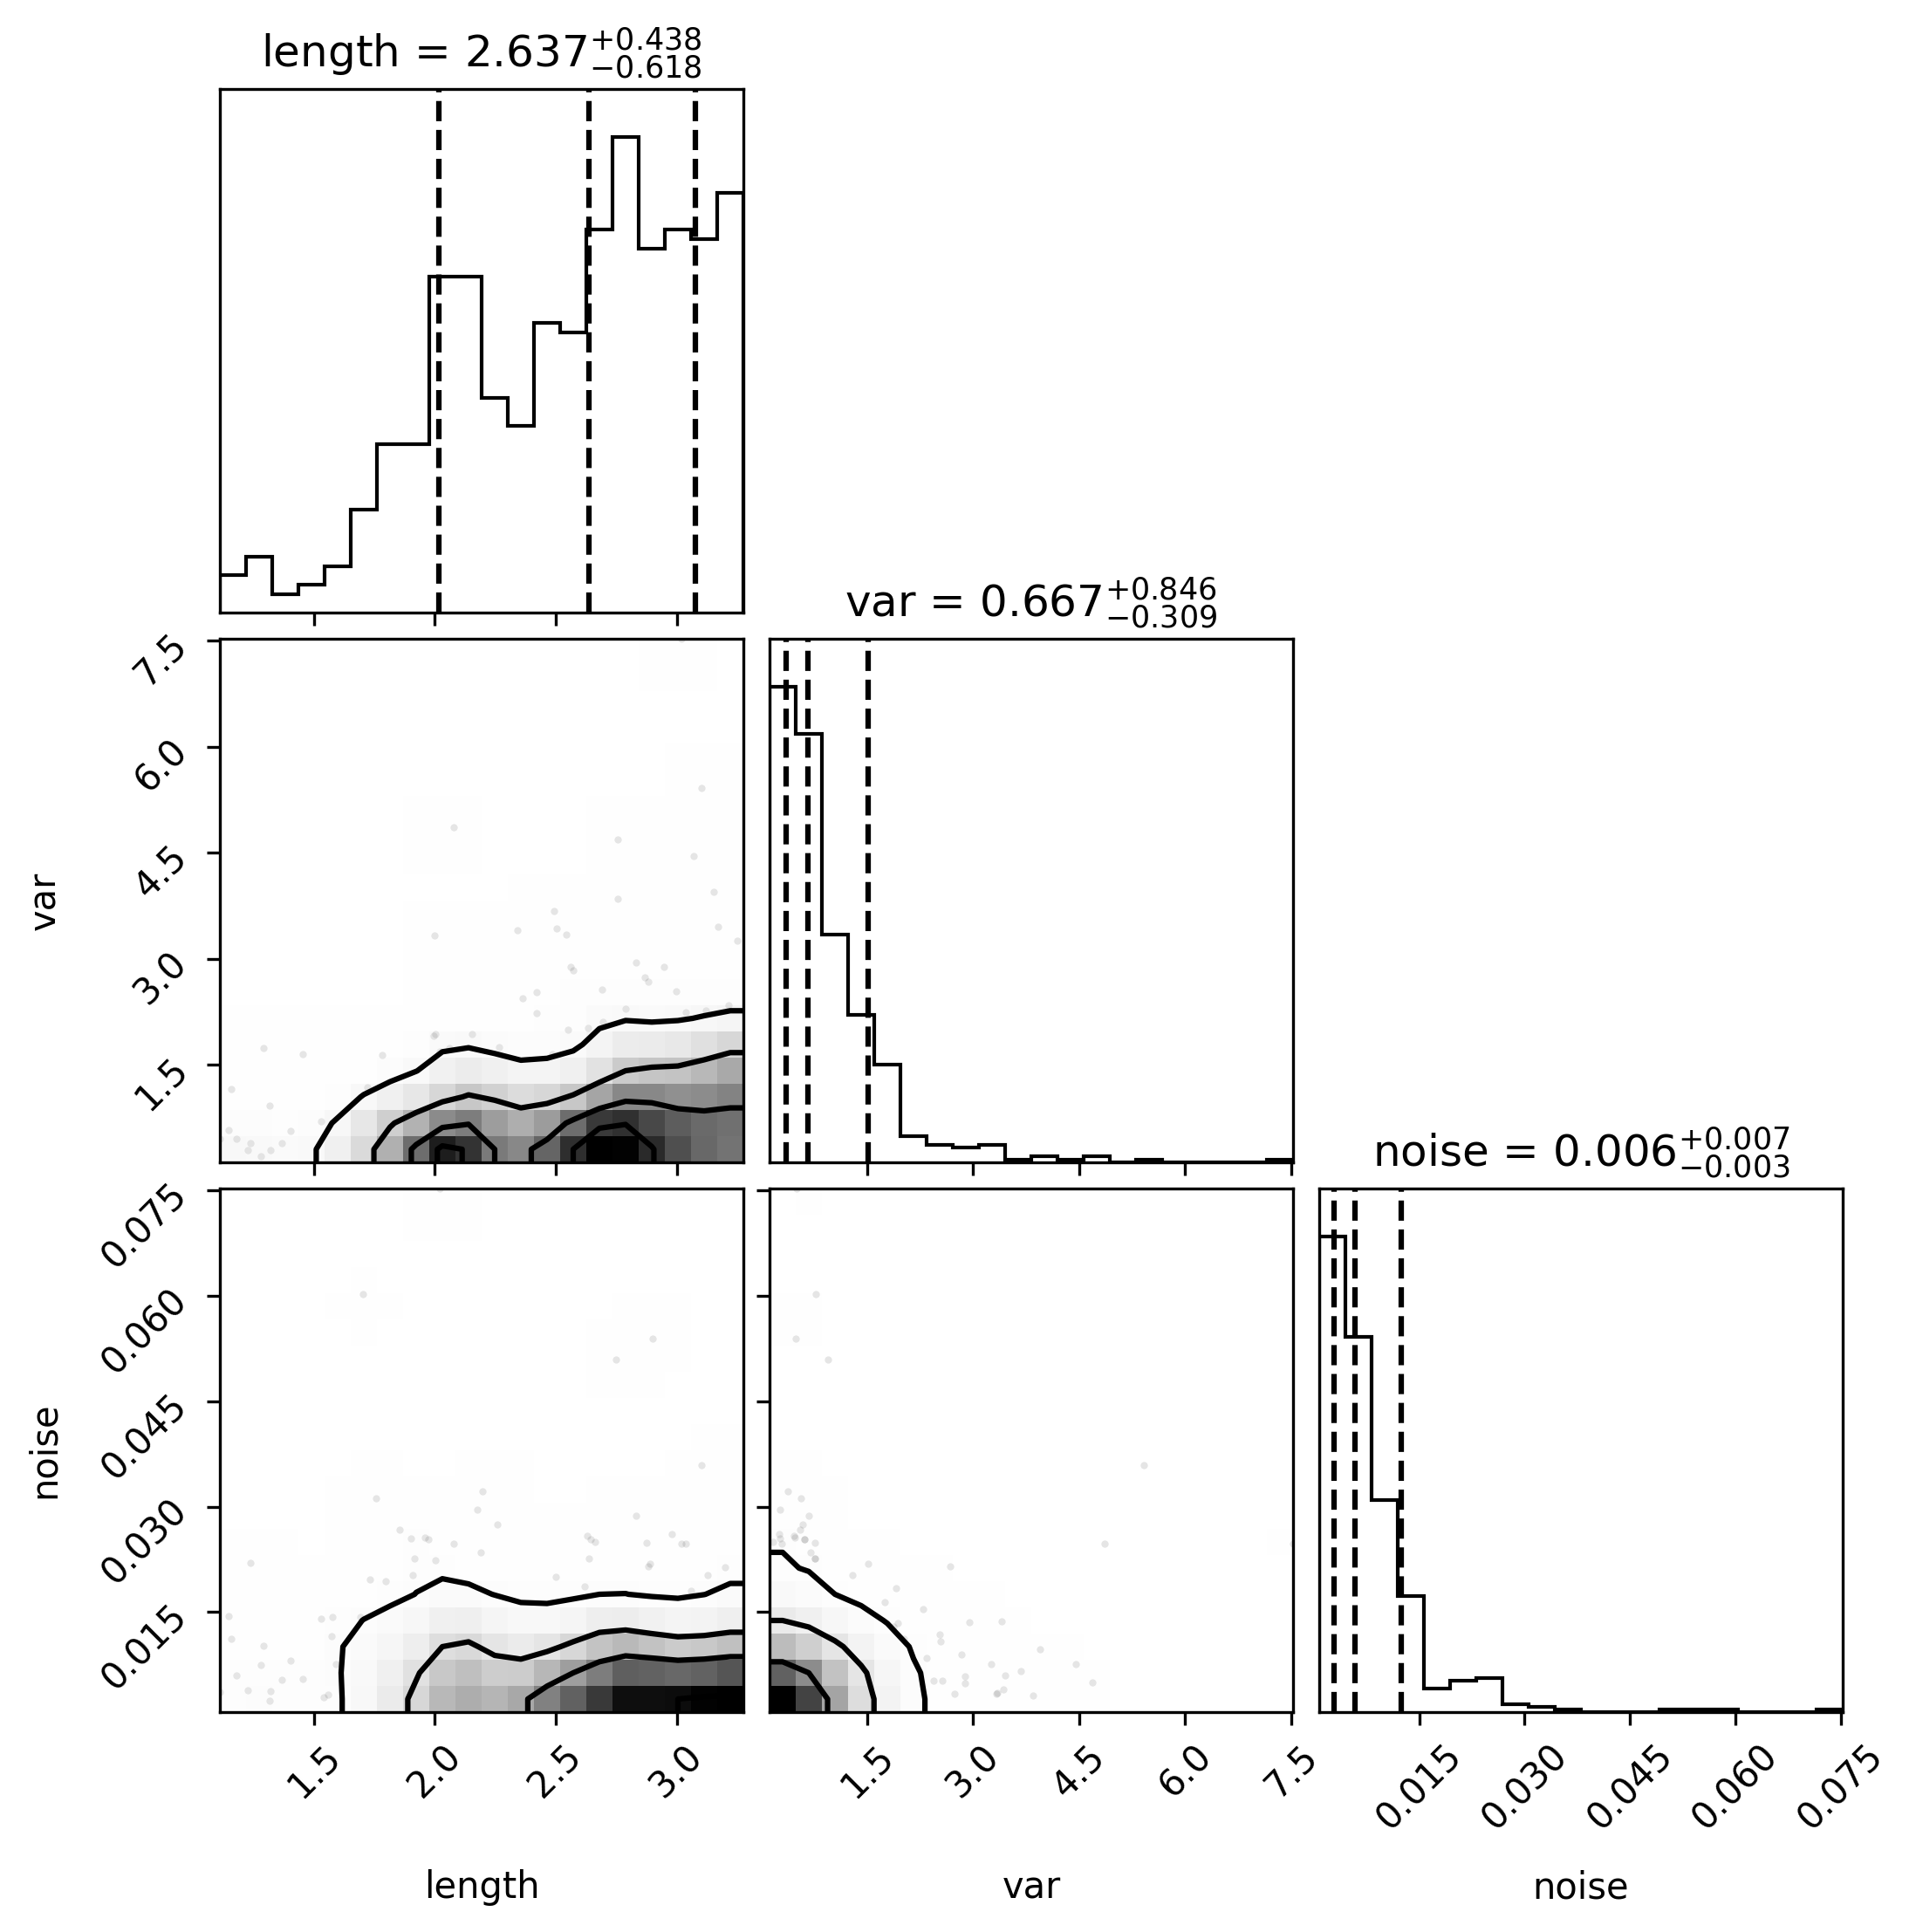 length = 2.637+0.438−0.618
var = 0.667+0.846−0.309
7.5
6.0
4.5
3.0
1.5
var
noise = 0.006+0.007−0.003
0.075
0.060
0.045
0.030
0.015
noise
1.5 2.0 2.5 3.0
1.5 3.0 4.5 6.0 7.5
0.015 0.030 0.045 0.060 0.075
length var noise